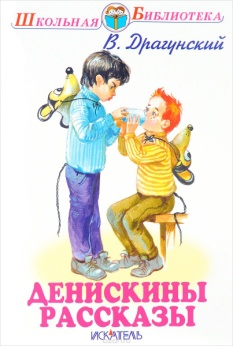 Школьная Библиотека
В. Драгунский
ДЕНИСКИНЫ
РАССКАЗЫ
ИСКАТЕЛЬ